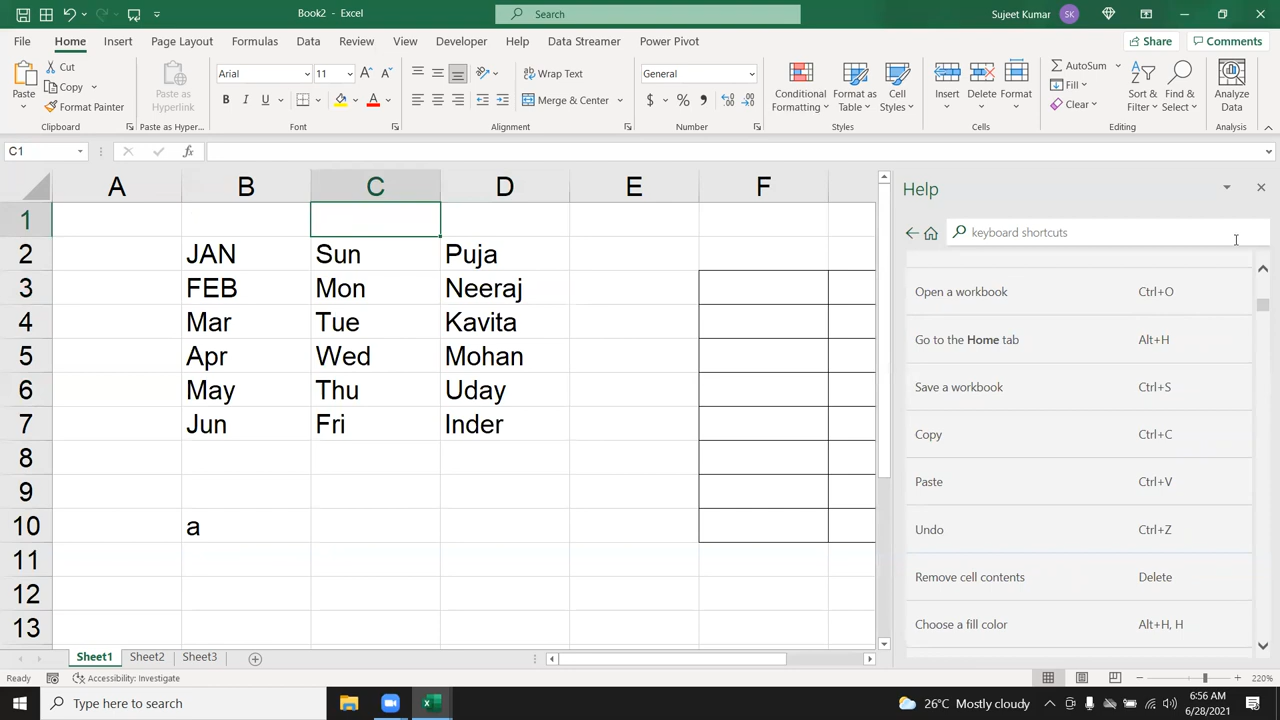 Book2 - Excel
Search
Sujeet Kumar
SK
File Home Insert Page Layout Formulas Data Review View Developer Help Data Streamer Power Pivot
Share
Comments
Paste
Cut
Copy
Format Painter
Clipboard
Paste as Hyperlink
Paste as Hyper...
Arial 11
B I U
Font
Wrap Text
Merge & Center
Alignment
General
$ % ,
Number
Conditional Formatting
Format as Table
Cell Styles
Styles
Insert
Delete
Format
Cells
AutoSum
Fill
Clear
Sort & Filter
Find & Select
Editing
Analyze Data
Analysis
C1
fx
A B C D E F
1
2 JAN Sun Puja
3 FEB Mon Neeraj
4 Mar Tue Kavita
5 Apr Wed Mohan
6 May Thu Uday
7 Jun Fri Inder
8
9
10 a
11
12
13
Help
keyboard shortcuts
Open a workbook Ctrl+O
Go to the Home tab Alt+H
Save a workbook Ctrl+S
Copy Ctrl+C
Paste Ctrl+V
Undo Ctrl+Z
Remove cell contents Delete
Choose a fill color Alt+H, H
Sheet1 Sheet2 Sheet3
Ready
Accessibility: Investigate
220%
Type here to search
26°C Mostly cloudy
6:56 AM
6/28/2021